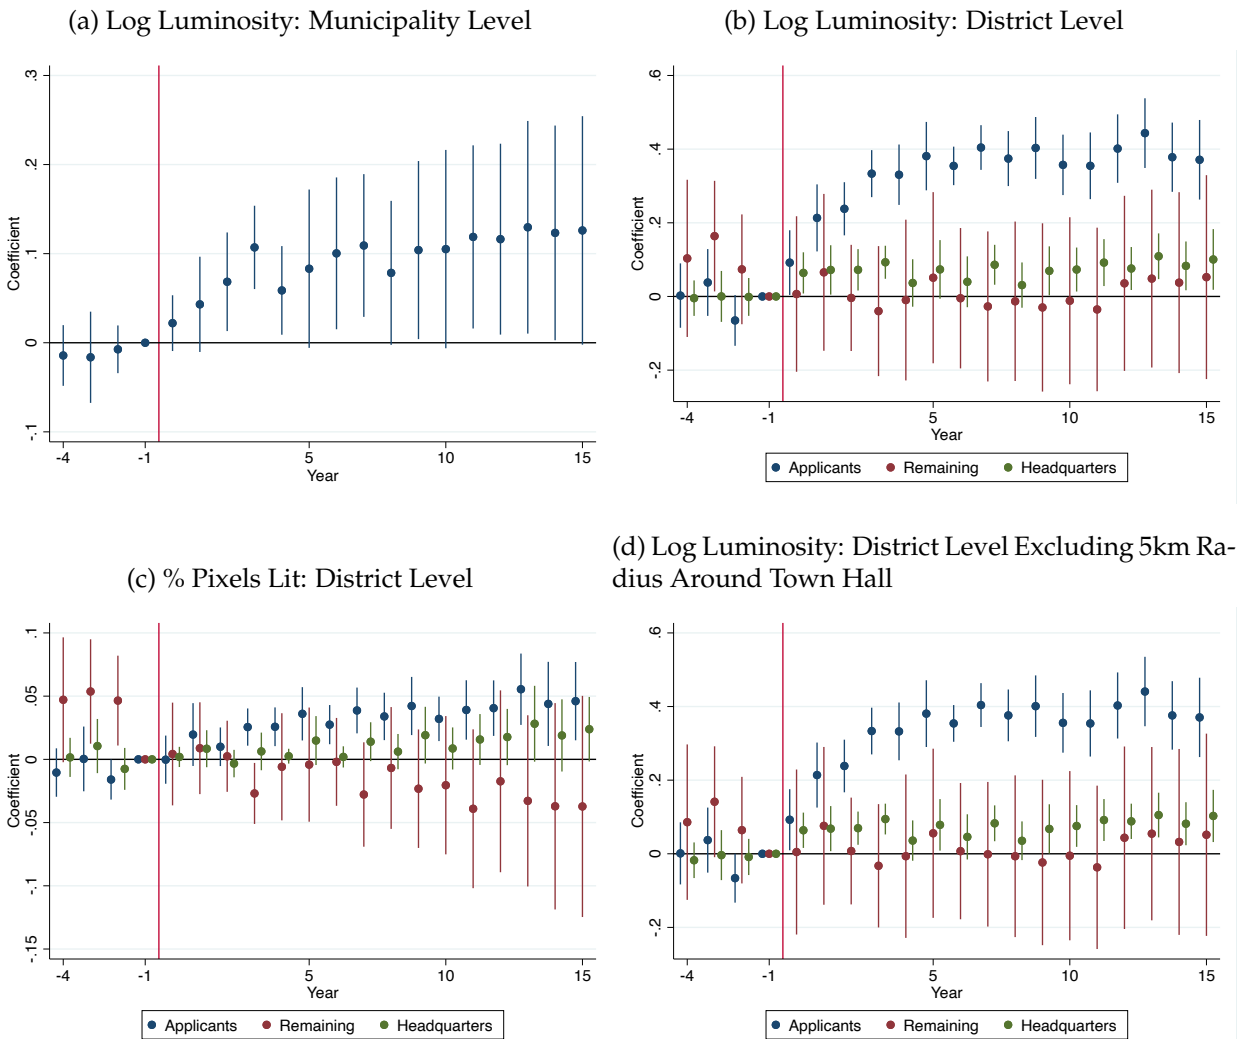 (a) Log Luminosity: Municipality Level
.3
.2
.1
0
-.1
Coefficient
-4
-1
5
10
15
Year
(b) Log Luminosity: District Level
.6
.4
.2
0
-.2
Coefficient
-4
-1
5
10
15
Year
Applicants Remaining Headquarters
(c) % Pixels Lit: District Level
.1
.05
0
-.05
-.1
-.15
Coefficient
-4
-1
5
10
15
Year
Applicants Remaining Headquarters
(d) Log Luminosity: District Level Excluding 5km Ra-
dius Around Town Hall
.6
.4
.2
0
-.2
Coefficient
-4
-1
5
10
15
Year
Applicants Remaining Headquarters